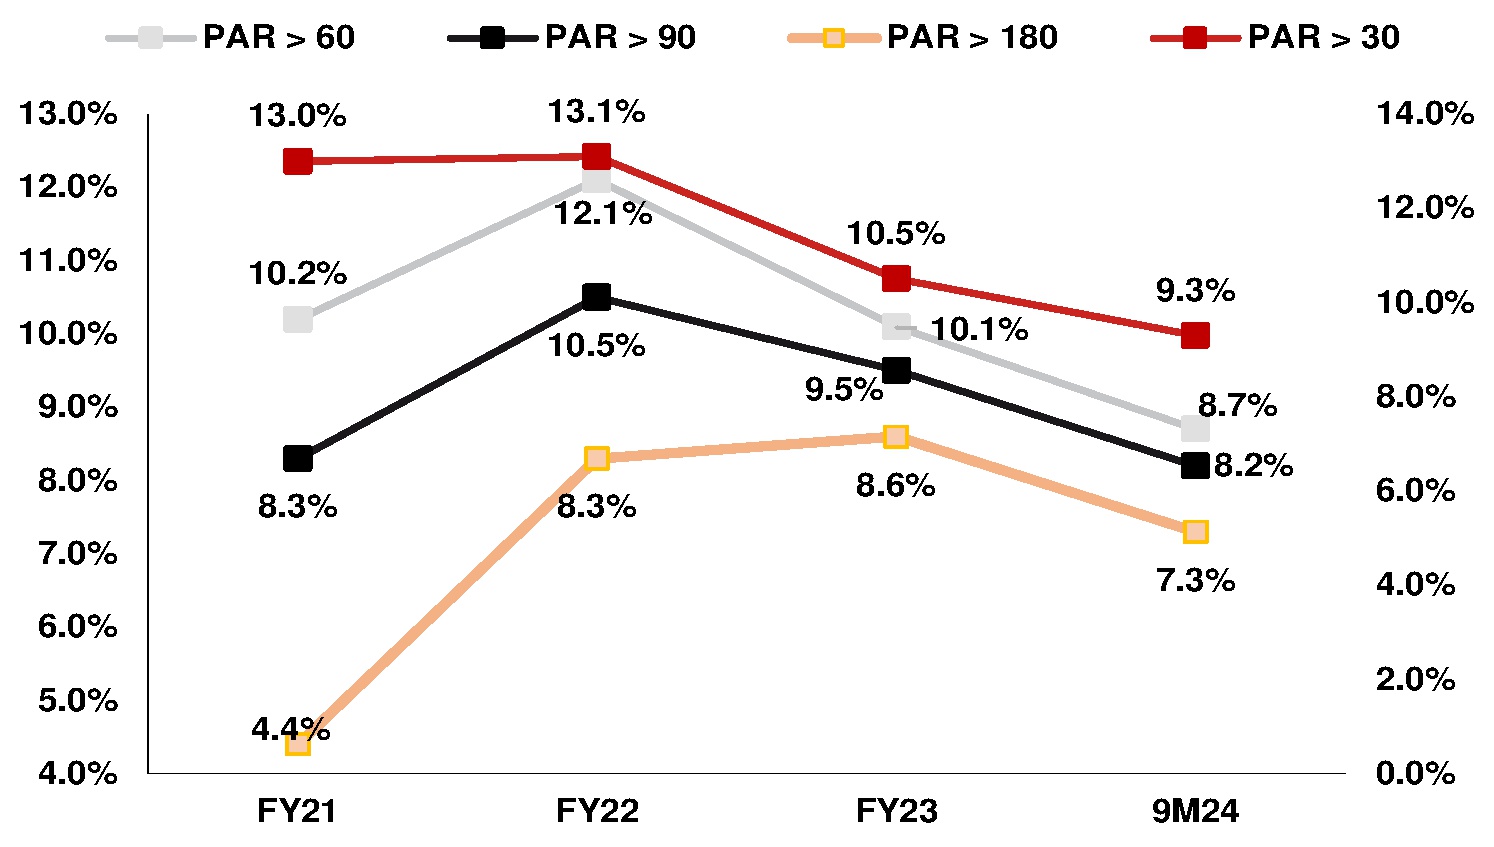 PAR > 60 PAR > 90 PAR > 180 PAR > 30
13.0% 13.0% 13.1% 14.0%
12.0% 12.1% 12.0%
11.0% 10.2% 10.5%
10.0% 10.5% 10.1% 9.3% 10.0%
9.0% 9.5% 8.7% 8.0%
8.0% 8.3% 8.3% 8.6% 8.2% 6.0%
7.0% 7.3% 4.0%
6.0%
5.0% 4.4% 2.0%
4.0% 0.0%
FY21 FY22 FY23 9M24